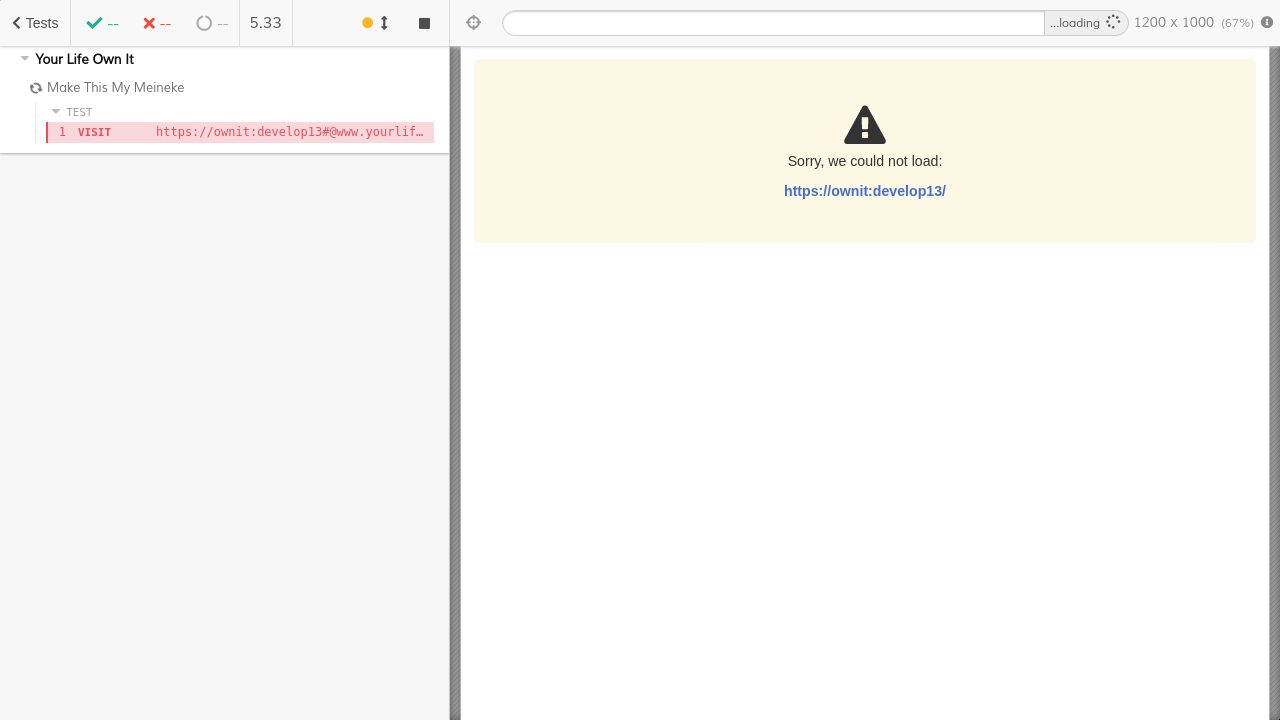 Tests -- -- -- 5.33 ...loading 1200 x 1000 (67%)
Your Life Own It
Make This My Meineke
TEST
1 VISIT https://ownit:develop13#@www.yourlif…
Sorry, we could not load:
https://ownit:develop13/